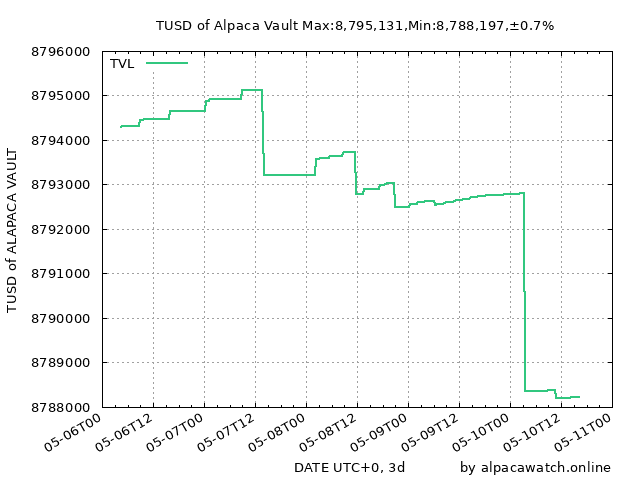 TUSD of Alpaca Vault Max:8,795,131,Min:8,788,197,±0.7%
TVL
8796000
8795000
8794000
8793000
8792000
8791000
8790000
8789000
8788000
TUSD of ALAPACA VAULT
05-06T00
05-06T12
05-07T00
05-07T12
05-08T00
05-08T12
05-09T00
05-09T12
05-10T00
05-10T12
05-11T00
DATE UTC+0, 3d
by alpacawatch.online